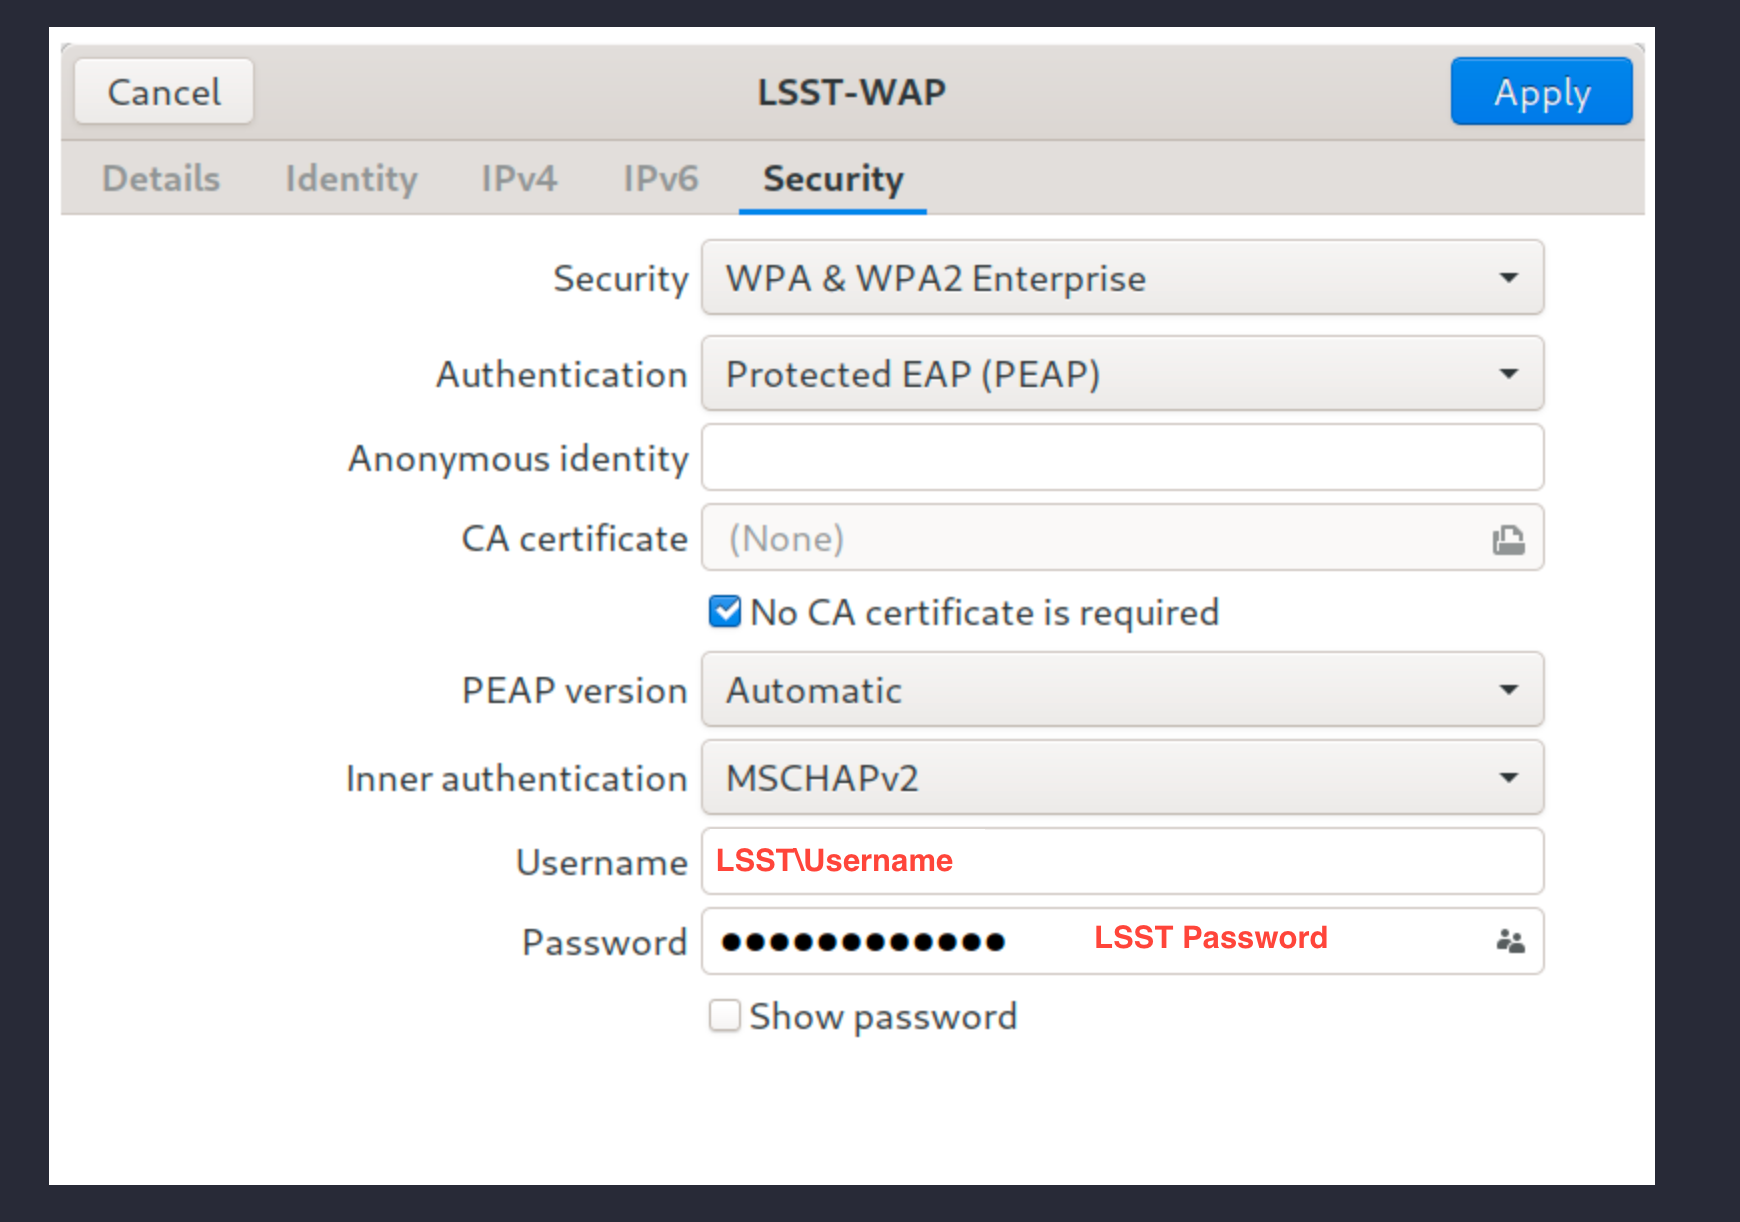 Cancel LSST-WAP Apply
Details Identity IPv4 IPv6 Security
Security WPA & WPA2 Enterprise
Authentication Protected EAP (PEAP)
Anonymous identity
CA certificate (None)
No CA certificate is required
PEAP version Automatic
Inner authentication MSCHAPv2
Username LSST\Username
Password ●●●●●●●●●●●● LSST Password
Show password